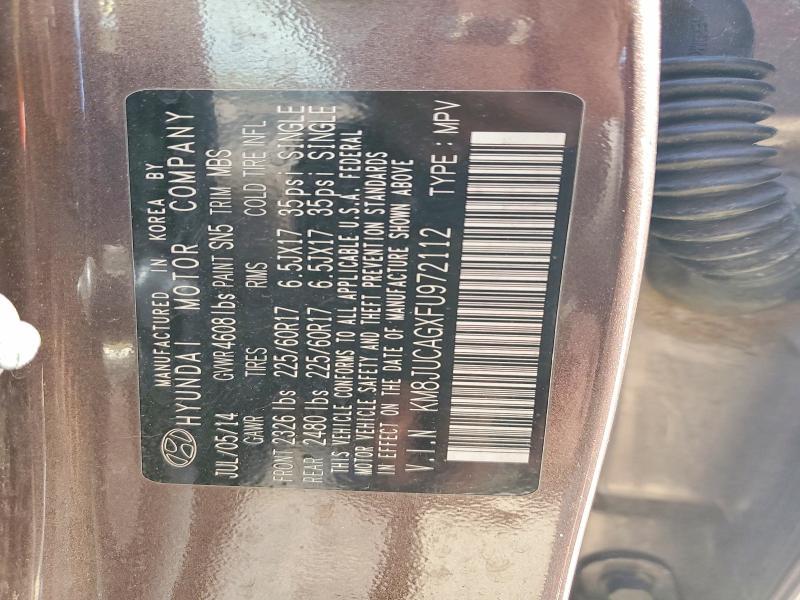 MANUFACTURED IN KOREA BY
HYUNDAI MOTOR COMPANY
JUL/05/14 GVWR4608 lbs PAINT SN5 TRIM MBS
GAWR TIRES RMS COLD TIRE INFL
FRONT 2326 lbs 225/60R17 6.5JX17 35psi SINGLE
REAR 2480 lbs 225/60R17 6.5JX17 35psi SINGLE
THIS VEHICLE CONFORMS TO ALL APPLICABLE U.S.A. FEDERAL
MOTOR VEHICLE SAFETY AND THEFT PREVENTION STANDARDS
IN EFFECT ON THE DATE OF MANUFACTURE SHOWN ABOVE
V.I.N. KM8JUCAGXFU972112 TYPE : MPV